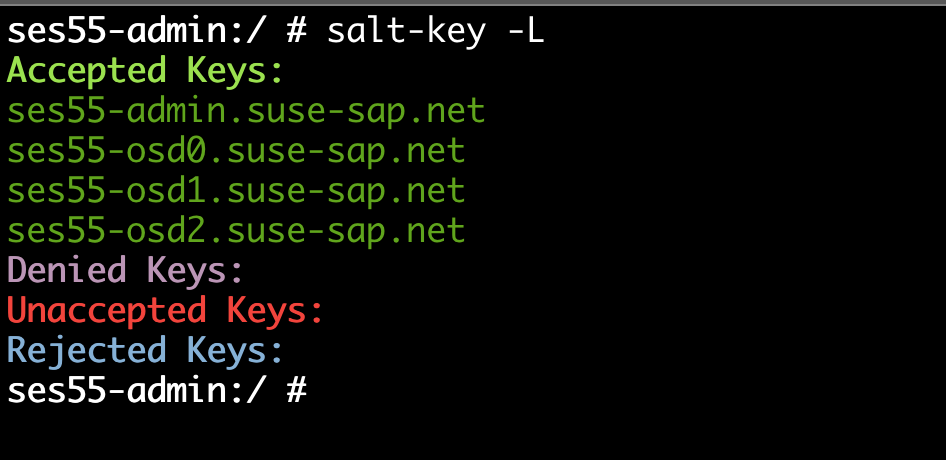 ses55-admin:/ # salt-key -L
Accepted Keys:
ses55-admin.suse-sap.net
ses55-osd0.suse-sap.net
ses55-osd1.suse-sap.net
ses55-osd2.suse-sap.net
Denied Keys:
Unaccepted Keys:
Rejected Keys:
ses55-admin:/ #